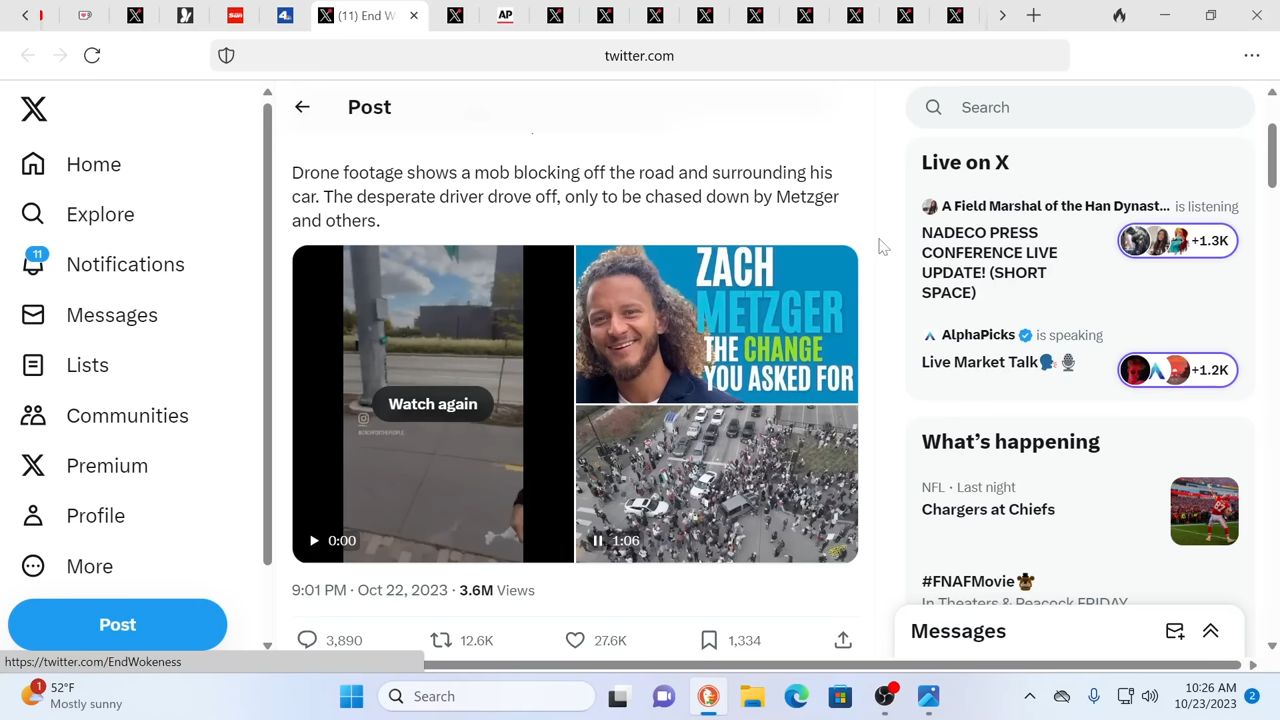 (11) End W
AP
twitter.com
Post
Search
Home
Explore
11
Notifications
Messages
Lists
Communities
Premium
Profile
More
Post
Drone footage shows a mob blocking off the road and surrounding his
car. The desperate driver drove off, only to be chased down by Metzger
and others.
Watch again
0:00
ZACH
METZGER
THE CHANGE
YOU ASKED FOR
1:06
9:01 PM · Oct 22, 2023 · 3.6M Views
3,890
12.6K
27.6K
1,334
Live on X
A Field Marshal of the Han Dynast... is listening
NADECO PRESS
CONFERENCE LIVE
UPDATE! (SHORT
SPACE)
+1.3K
AlphaPicks is speaking
Live Market Talk
+1.2K
What's happening
NFL · Last night
Chargers at Chiefs
#FNAFMovie
In Theaters & Peacock FRIDAY
Messages
https://twitter.com/EndWokeness
1
52°F
Mostly sunny
Search
10:26 AM
10/23/2023
2